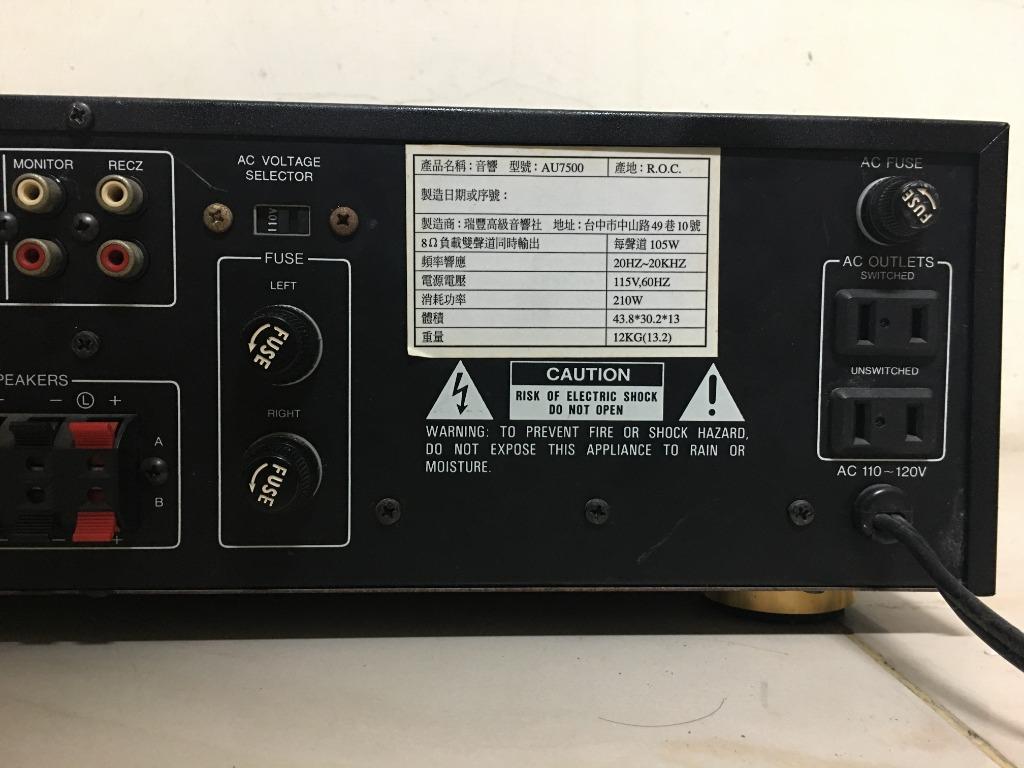 MONITOR
RECZ
AC VOLTAGE
SELECTOR
110V
FUSE
LEFT
FUSE
RIGHT
FUSE
PEAKERS
- - L +
A
B
- - +
產品名稱：音響 型號：AU7500 產地：R.O.C.
製造日期或序號：
製造商：瑞豐高級音響社 地址：台中市中山路49巷10號
8Ω負載雙聲道同時輸出 每聲道 105W
頻率響應 20HZ~20KHZ
電源電壓 115V,60HZ
消耗功率 210W
體積 43.8*30.2*13
重量 12KG(13.2)
CAUTION
RISK OF ELECTRIC SHOCK
DO NOT OPEN
WARNING: TO PREVENT FIRE OR SHOCK HAZARD,
DO NOT EXPOSE THIS APPLIANCE TO RAIN OR
MOISTURE.
AC FUSE
FUSE
AC OUTLETS
SWITCHED
UNSWITCHED
AC 110~120V